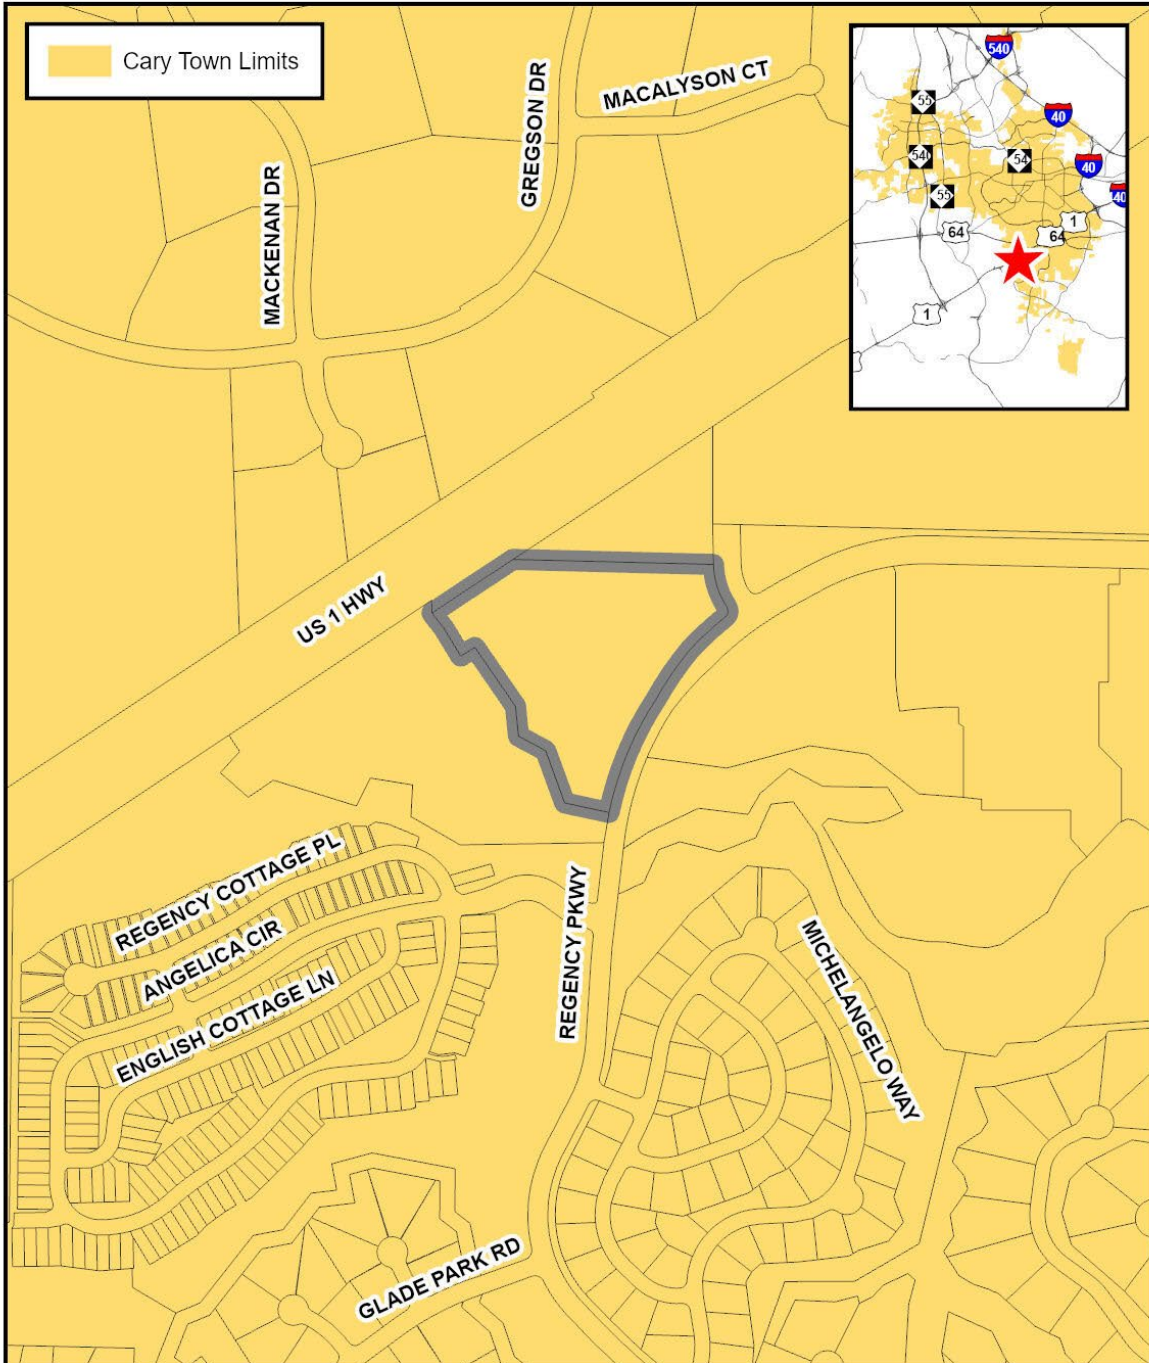 Cary Town Limits
MACALYSON CT
GREGSON DR
MACKENAN DR
540
55
40
540
54
40
55
40
1
64
64
1
US 1 HWY
REGENCY COTTAGE PL
ANGELICA CIR
ENGLISH COTTAGE LN
REGENCY PKWY
MICHELANGELO WAY
GLADE PARK RD